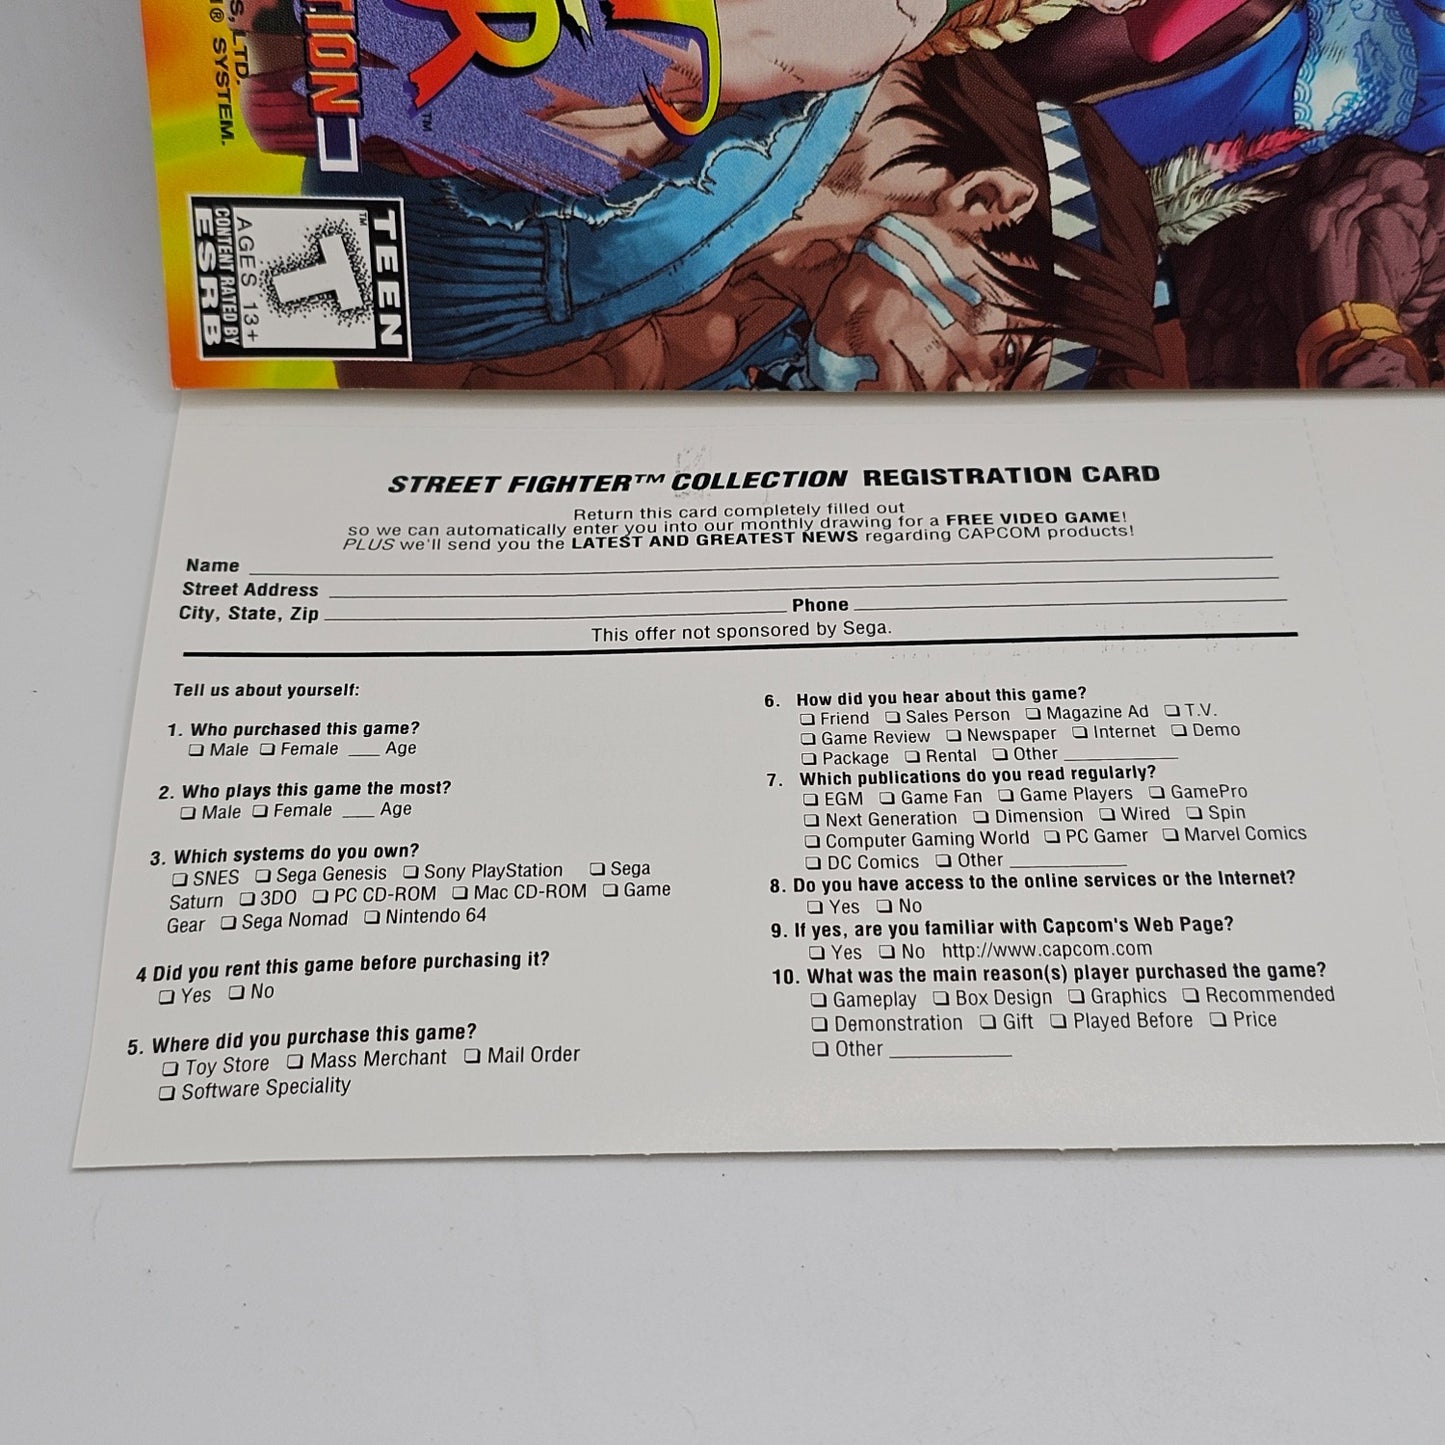 S, LTD.
® SYSTEM.
TION
R
TM
TEEN
T
TM
AGES 13+
CONTENT RATED BY
ESRB
STREET FIGHTER™ COLLECTION REGISTRATION CARD
Return this card completely filled out
so we can automatically enter you into our monthly drawing for a FREE VIDEO GAME!
PLUS we'll send you the LATEST AND GREATEST NEWS regarding CAPCOM products!
Name
Street Address
City, State, Zip Phone
This offer not sponsored by Sega.
Tell us about yourself:
1. Who purchased this game?
❑ Male ❑ Female ___ Age
2. Who plays this game the most?
❑ Male ❑ Female ___ Age
3. Which systems do you own?
❑ SNES ❑ Sega Genesis ❑ Sony PlayStation ❑ Sega
Saturn ❑ 3DO ❑ PC CD-ROM ❑ Mac CD-ROM ❑ Game
Gear ❑ Sega Nomad ❑ Nintendo 64
4 Did you rent this game before purchasing it?
❑ Yes ❑ No
5. Where did you purchase this game?
❑ Toy Store ❑ Mass Merchant ❑ Mail Order
❑ Software Speciality
6. How did you hear about this game?
❑ Friend ❑ Sales Person ❑ Magazine Ad ❑ T.V.
❑ Game Review ❑ Newspaper ❑ Internet ❑ Demo
❑ Package ❑ Rental ❑ Other ___________
7. Which publications do you read regularly?
❑ EGM ❑ Game Fan ❑ Game Players ❑ GamePro
❑ Next Generation ❑ Dimension ❑ Wired ❑ Spin
❑ Computer Gaming World ❑ PC Gamer ❑ Marvel Comics
❑ DC Comics ❑ Other ___________
8. Do you have access to the online services or the Internet?
❑ Yes ❑ No
9. If yes, are you familiar with Capcom's Web Page?
❑ Yes ❑ No http://www.capcom.com
10. What was the main reason(s) player purchased the game?
❑ Gameplay ❑ Box Design ❑ Graphics ❑ Recommended
❑ Demonstration ❑ Gift ❑ Played Before ❑ Price
❑ Other ___________